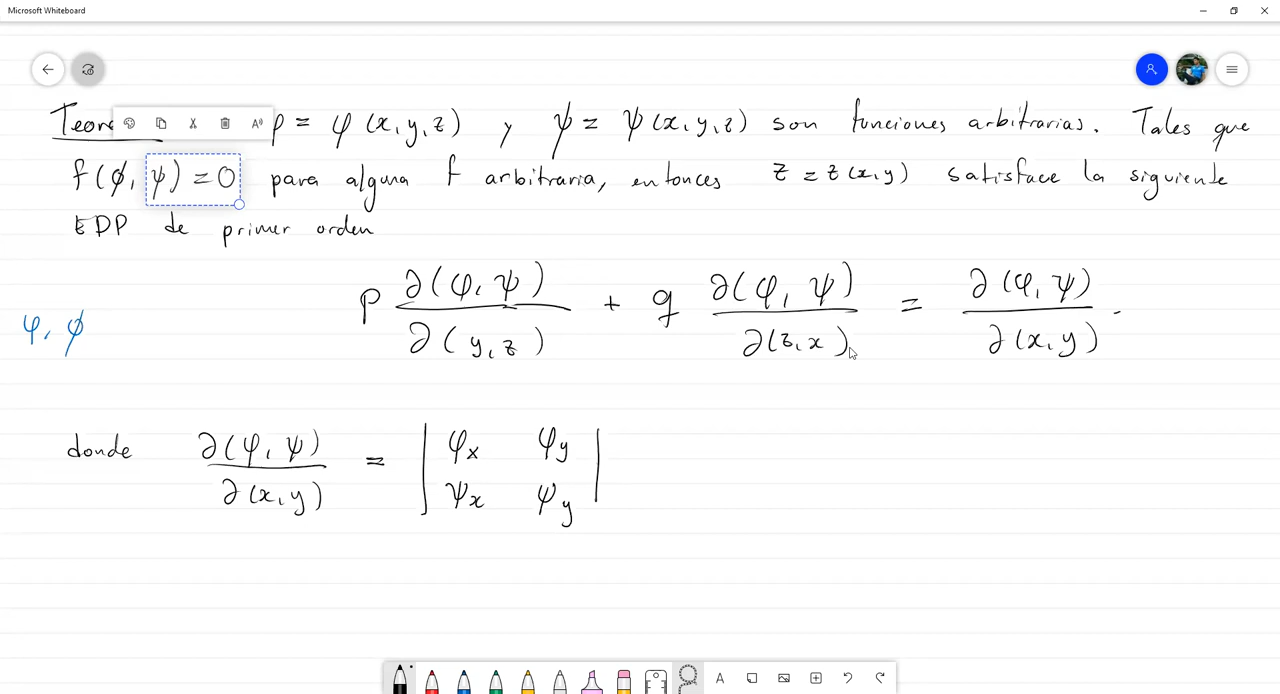 Microsoft Whiteboard
Teor φ = φ(x,y,z) y ψ = ψ(x,y,z) son funciones arbitrarias. Tales que
f(ϕ, ψ) = 0 para alguna f arbitraria, entonces z = z(x,y) satisface la siguiente
EDP de primer orden
p ∂(φ,ψ)/∂(y,z) + q ∂(φ,ψ)/∂(z,x) = ∂(φ,ψ)/∂(x,y).
φ, ϕ
donde ∂(φ,ψ)/∂(x,y) = | φx φy |
| ψx ψy |